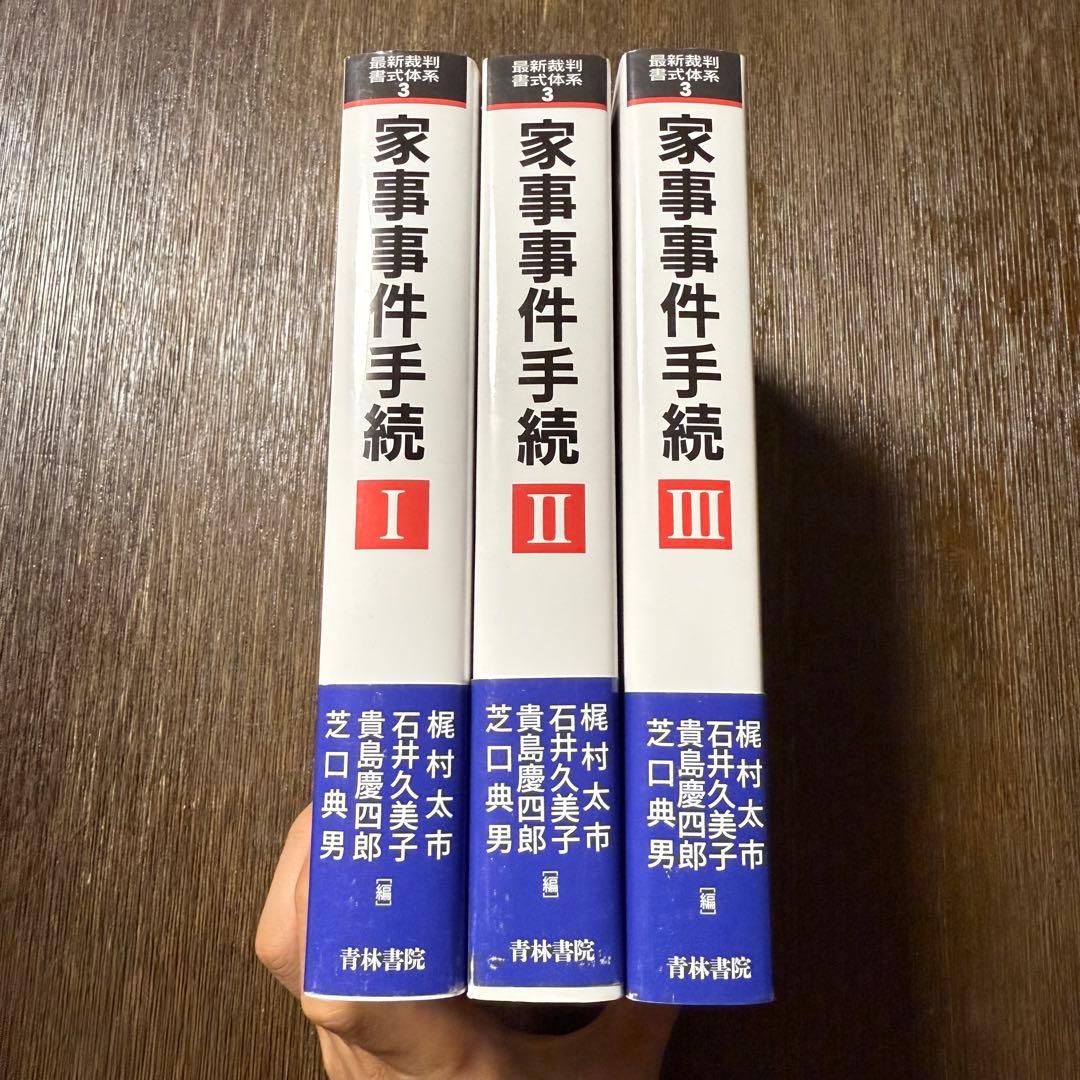 最新裁判
書式体系
3
家事事件手続
I
梶村太市
石井久美子
貴島慶四郎
芝口典男
［編］
青林書院
最新裁判
書式体系
3
家事事件手続
II
梶村太市
石井久美子
貴島慶四郎
芝口典男
［編］
青林書院
最新裁判
書式体系
3
家事事件手続
III
梶村太市
石井久美子
貴島慶四郎
芝口典男
［編］
青林書院